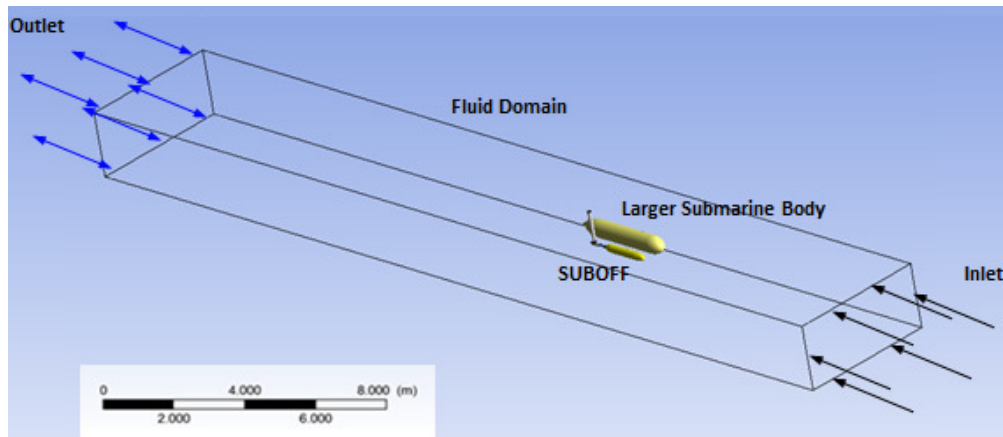 Outlet
Fluid Domain
Larger Submarine Body
SUBOFF
Inlet
0 4.000 8.000 (m)
2.000 6.000